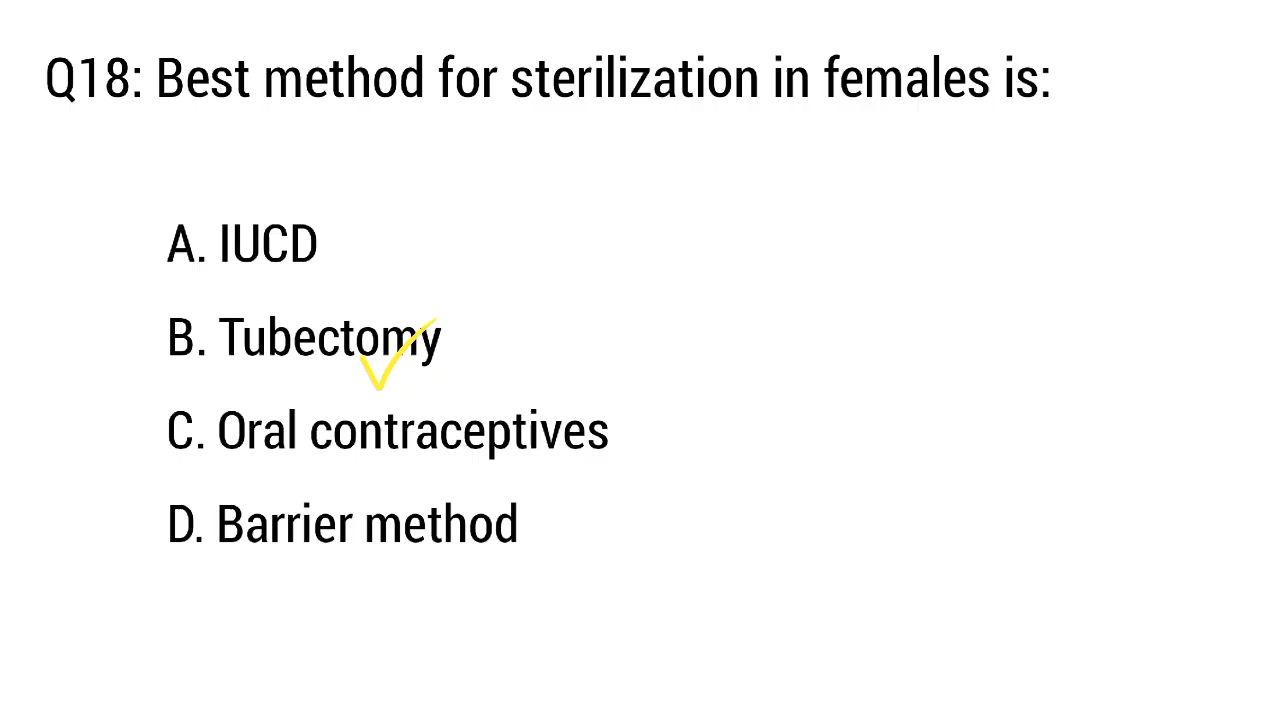 Q18: Best method for sterilization in females is:
A. IUCD
B. Tubectomy
C. Oral contraceptives
D. Barrier method